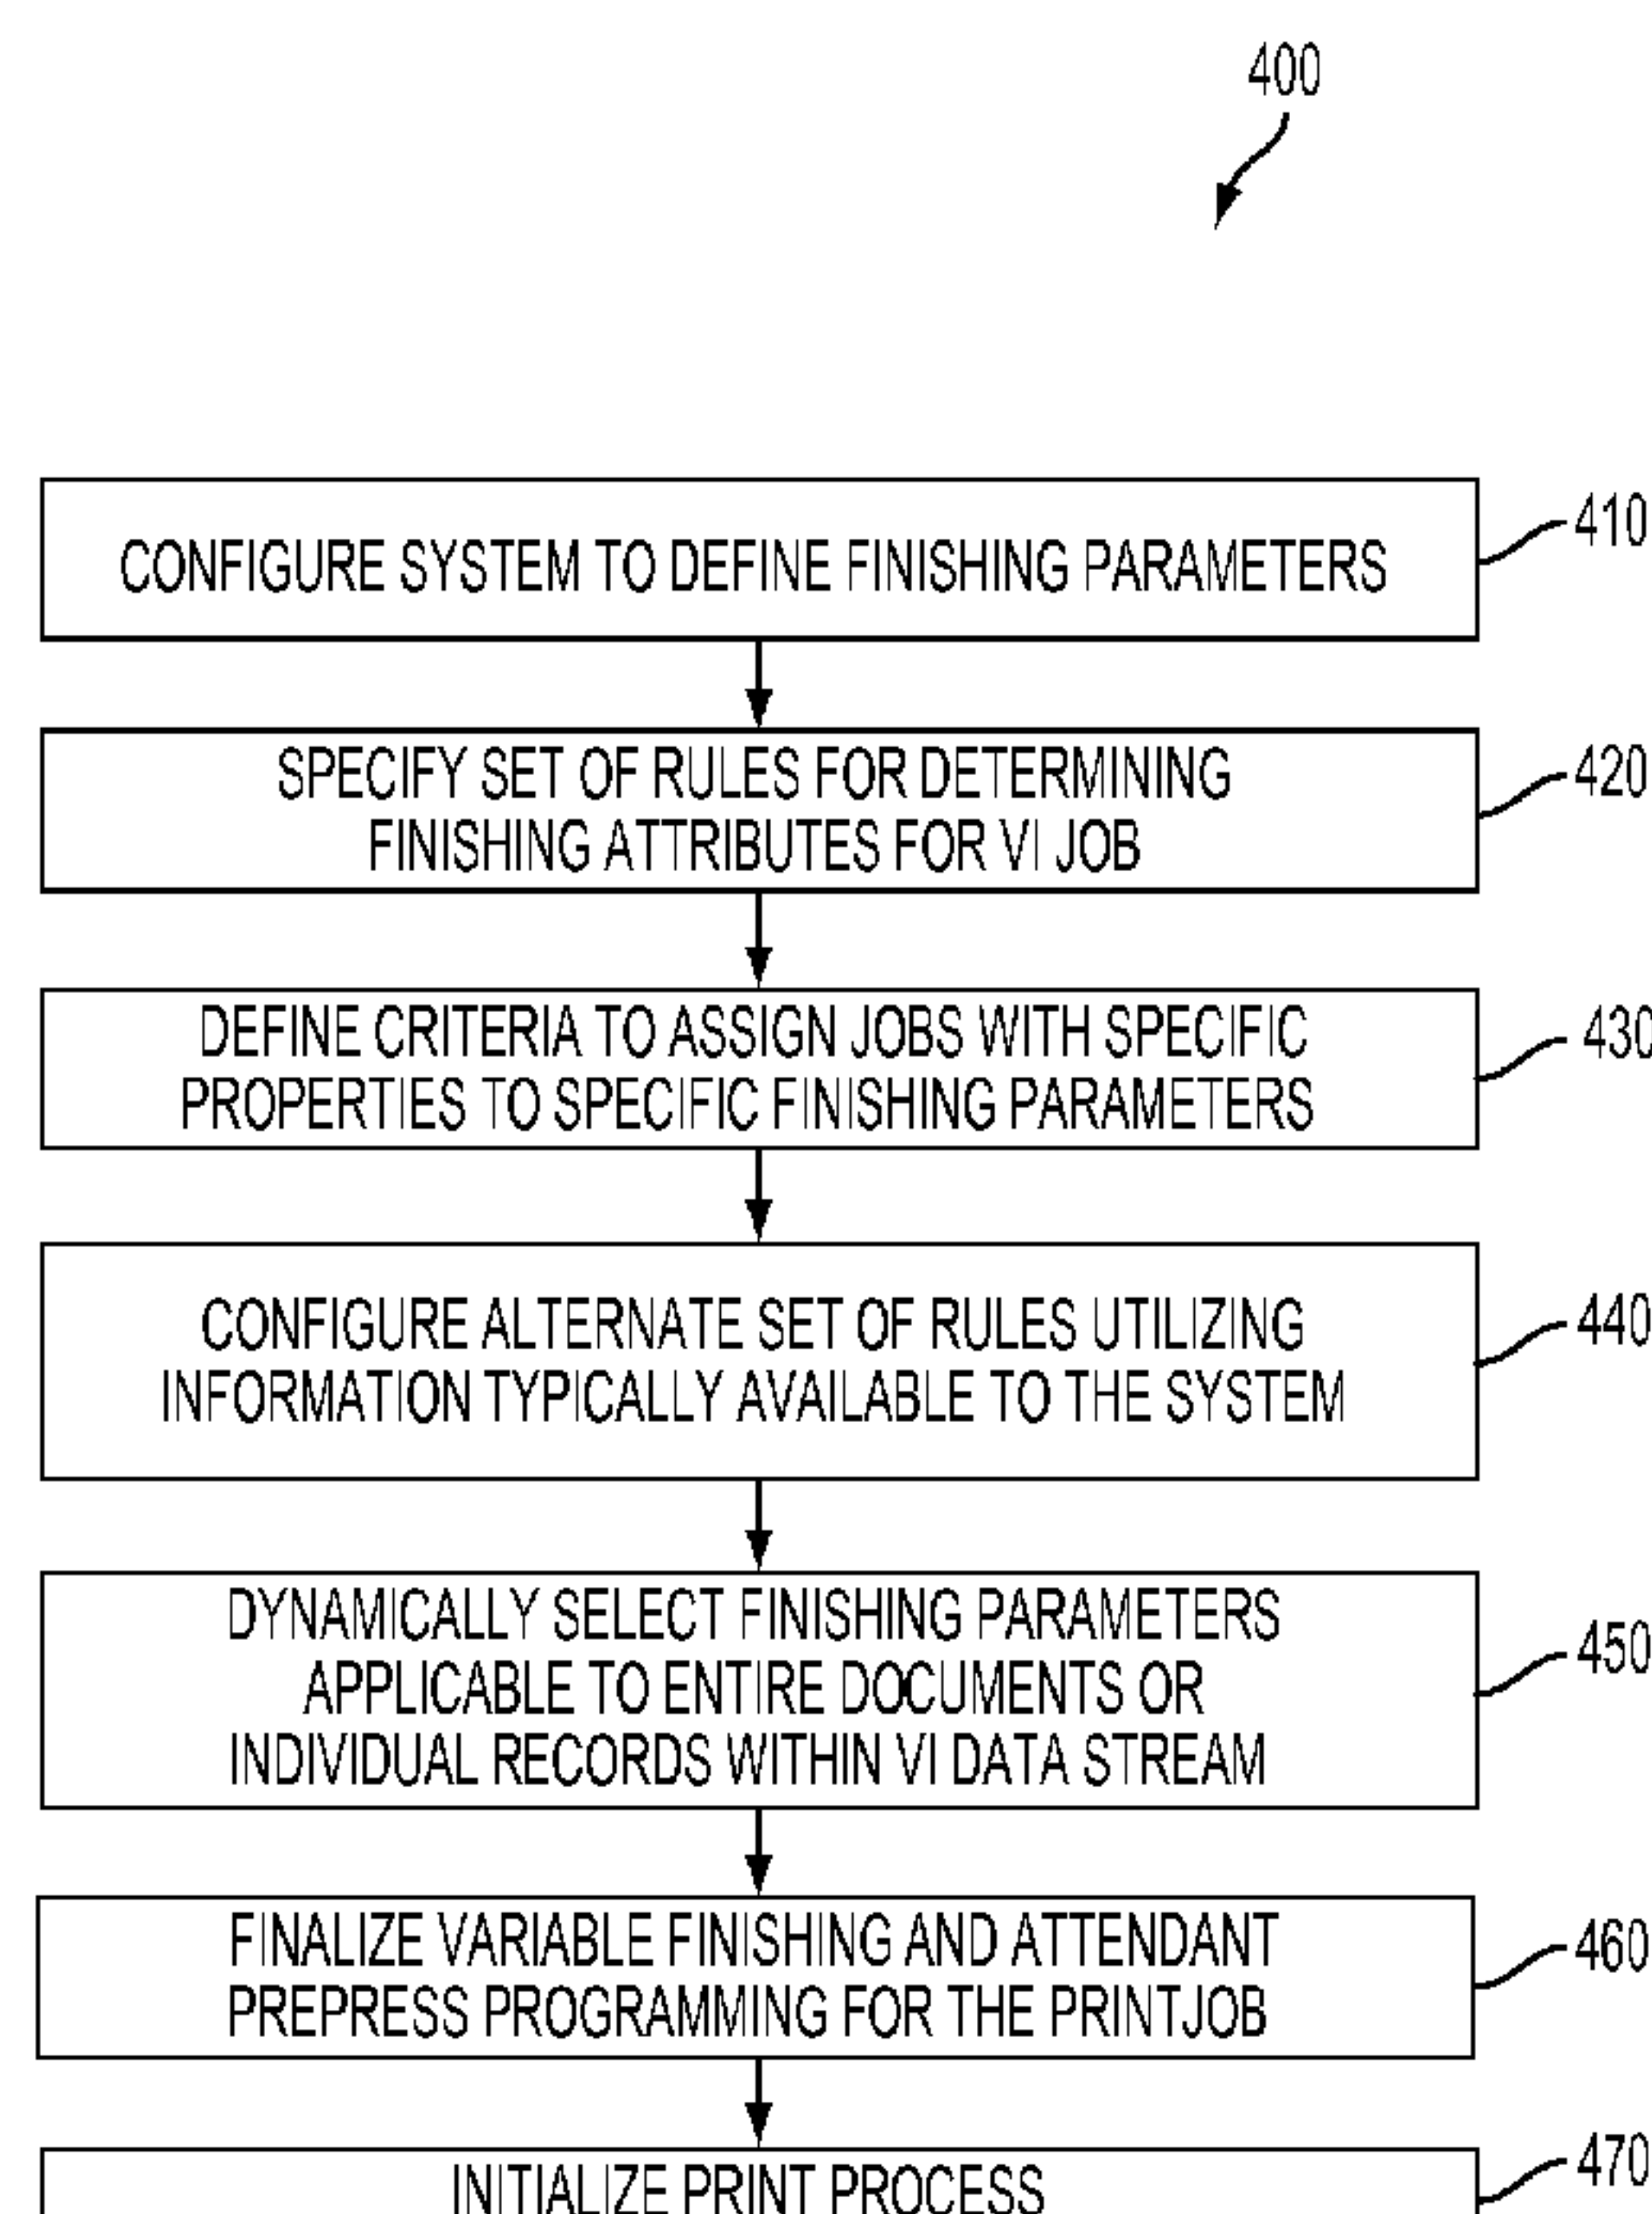 400
CONFIGURE SYSTEM TO DEFINE FINISHING PARAMETERS
410
SPECIFY SET OF RULES FOR DETERMINING
FINISHING ATTRIBUTES FOR VI JOB
420
DEFINE CRITERIA TO ASSIGN JOBS WITH SPECIFIC
PROPERTIES TO SPECIFIC FINISHING PARAMETERS
430
CONFIGURE ALTERNATE SET OF RULES UTILIZING
INFORMATION TYPICALLY AVAILABLE TO THE SYSTEM
440
DYNAMICALLY SELECT FINISHING PARAMETERS
APPLICABLE TO ENTIRE DOCUMENTS OR
INDIVIDUAL RECORDS WITHIN VI DATA STREAM
450
FINALIZE VARIABLE FINISHING AND ATTENDANT
PREPRESS PROGRAMMING FOR THE PRINTJOB
460
INITIALIZE PRINT PROCESS
470